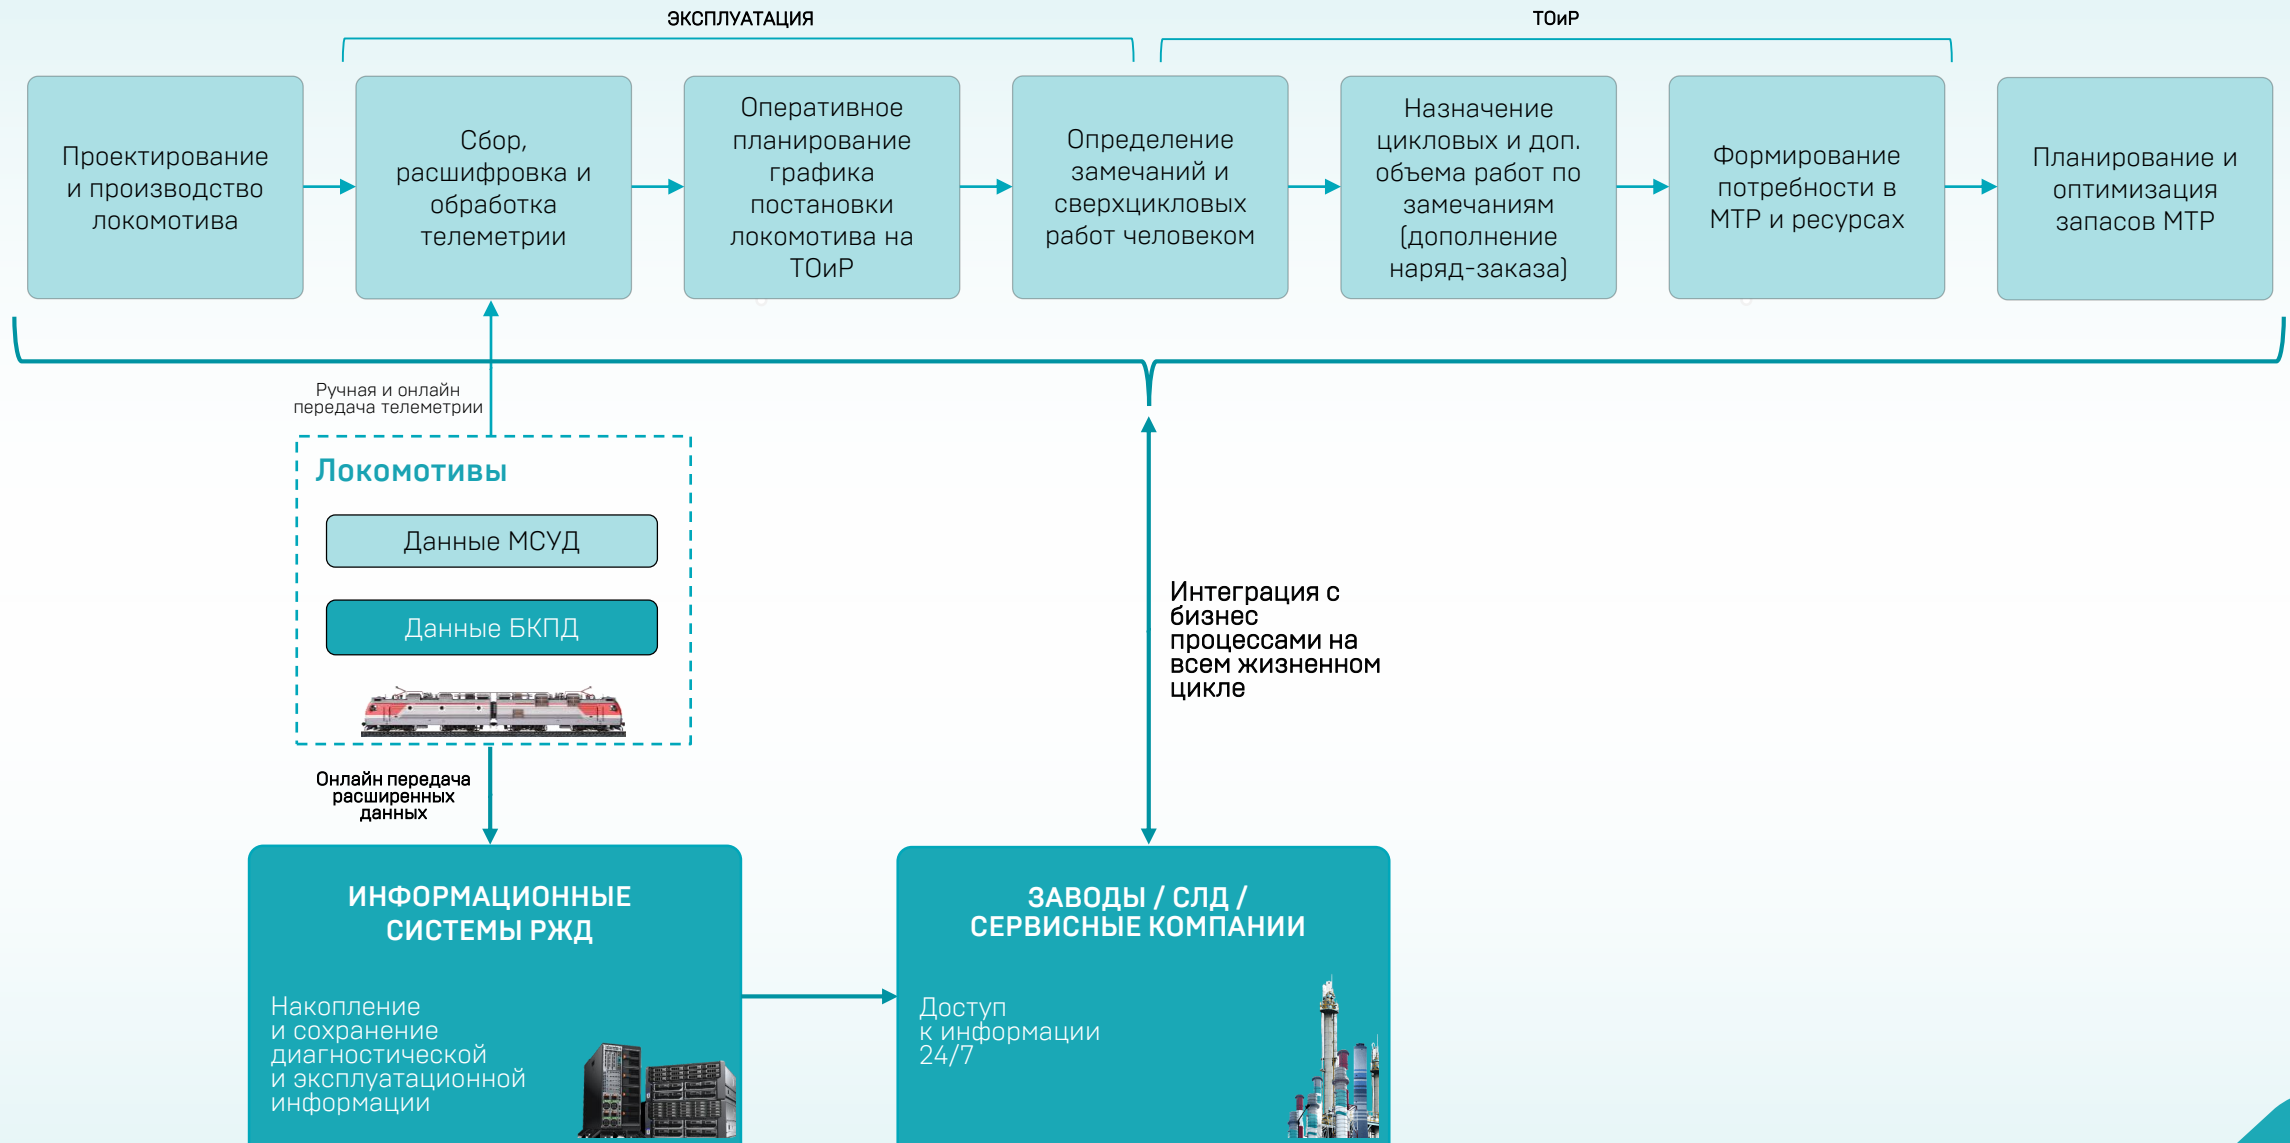 ЭКСПЛУАТАЦИЯ
ТОиР
Проектирование
и производство
локомотива
Сбор,
расшифровка и
обработка
телеметрии
Оперативное
планирование
графика
постановки
локомотива на
ТОиР
Определение
замечаний и
сверхцикловых
работ человеком
Назначение
цикловых и доп.
объема работ по
замечаниям
(дополнение
наряд-заказа)
Формирование
потребности в
МТР и ресурсах
Планирование и
оптимизация
запасов МТР
Ручная и онлайн
передача телеметрии
Локомотивы
Данные МСУД
Данные БКПД
Онлайн передача
расширенных
данных
Интеграция с
бизнес
процессами на
всем жизненном
цикле
ИНФОРМАЦИОННЫЕ
СИСТЕМЫ РЖД
Накопление
и сохранение
диагностической
и эксплуатационной
информации
ЗАВОДЫ / СЛД /
СЕРВИСНЫЕ КОМПАНИИ
Доступ
к информации
24/7